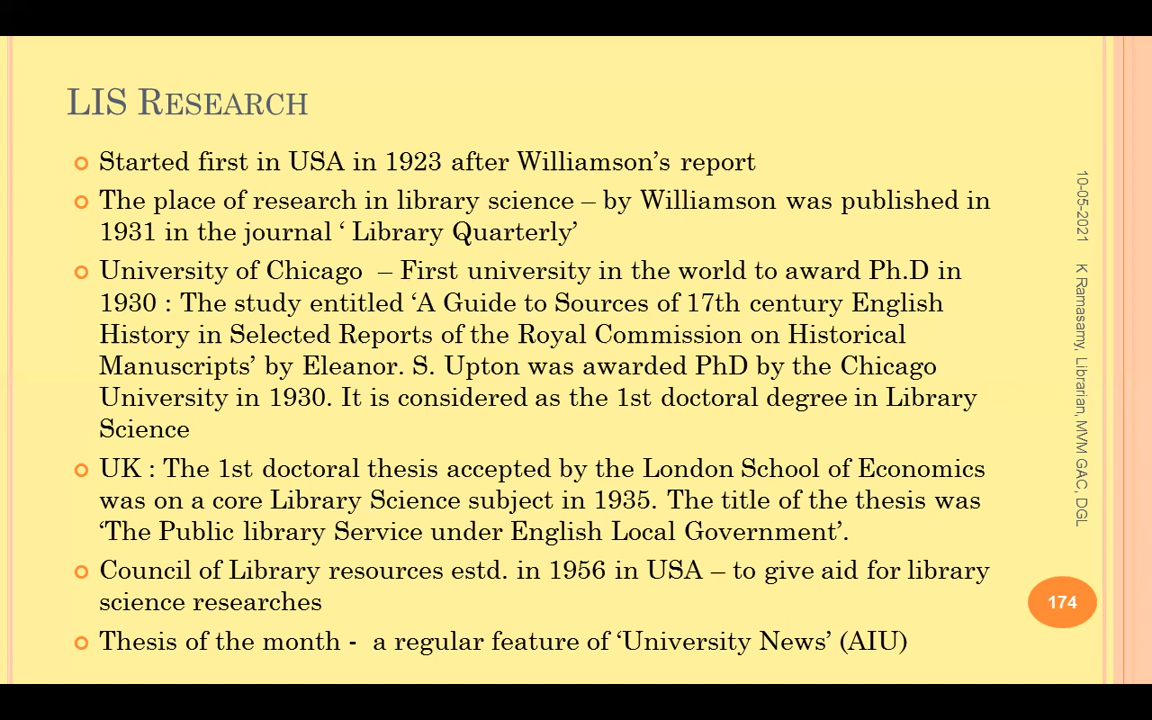 LIS RESEARCH
Started first in USA in 1923 after Williamson's report
The place of research in library science – by Williamson was published in
1931 in the journal ‘ Library Quarterly’
University of Chicago – First university in the world to award Ph.D in
1930 : The study entitled ‘A Guide to Sources of 17th century English
History in Selected Reports of the Royal Commission on Historical
Manuscripts’ by Eleanor. S. Upton was awarded PhD by the Chicago
University in 1930. It is considered as the 1st doctoral degree in Library
Science
UK : The 1st doctoral thesis accepted by the London School of Economics
was on a core Library Science subject in 1935. The title of the thesis was
‘The Public library Service under English Local Government’.
Council of Library resources estd. in 1956 in USA – to give aid for library
science researches
Thesis of the month - a regular feature of ‘University News’ (AIU)
10-05-2021 K Ramasamy, Librarian, MVM GAC, DGL
174